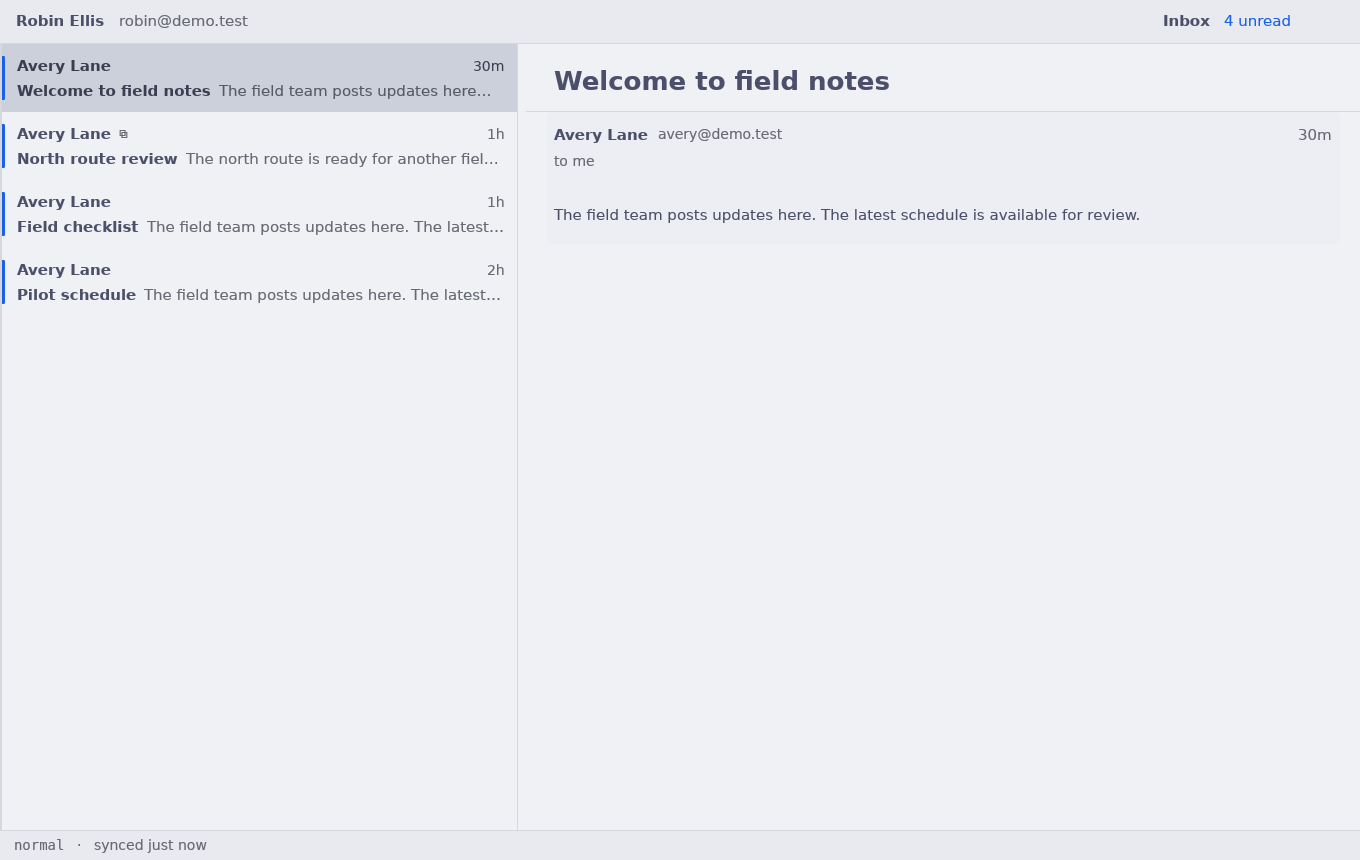 Robin Ellis robin@demo.test
Inbox 4 unread
Avery Lane 30m
Welcome to field notes The field team posts updates here…
Avery Lane 1h
North route review The north route is ready for another fiel…
Avery Lane 1h
Field checklist The field team posts updates here. The latest…
Avery Lane 2h
Pilot schedule The field team posts updates here. The latest…
Welcome to field notes
Avery Lane avery@demo.test 30m
to me
The field team posts updates here. The latest schedule is available for review.
normal · synced just now